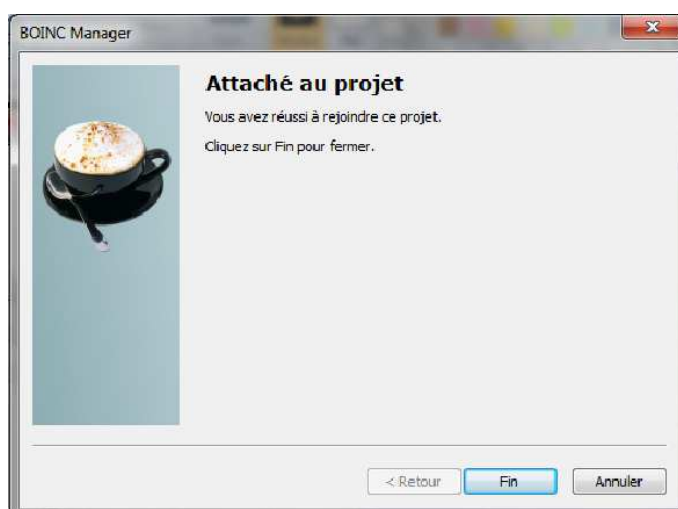 BOINC Manager
Attaché au projet
Vous avez réussi à rejoindre ce projet.
Cliquez sur Fin pour fermer.
< Retour
Fin
Annuler